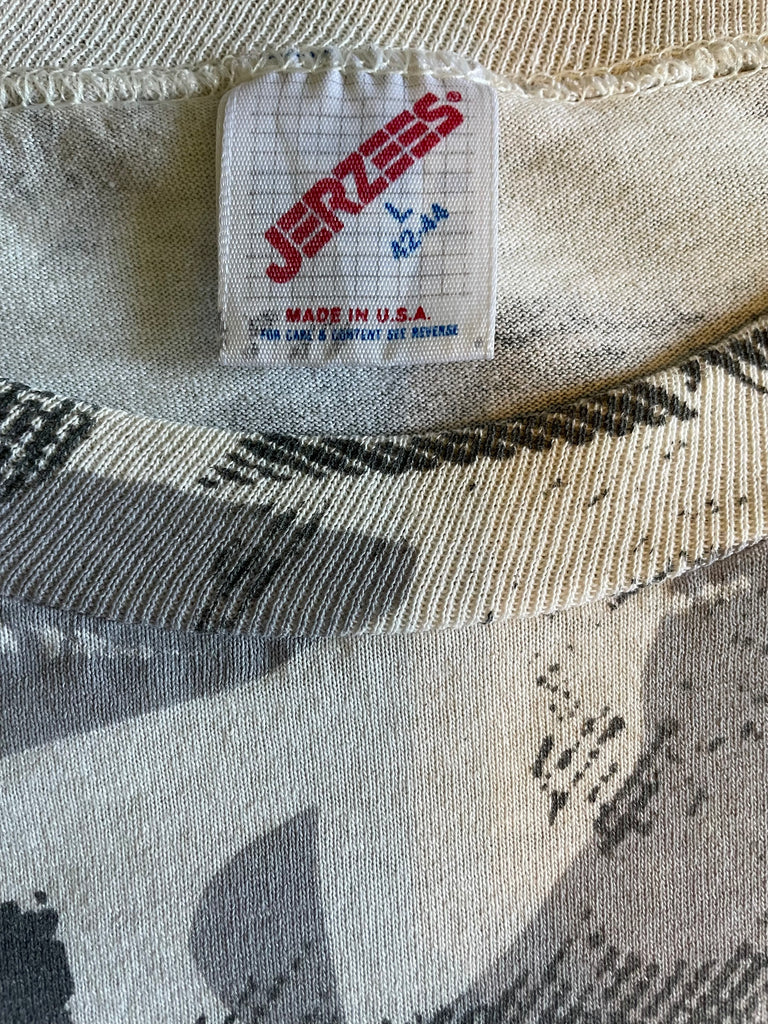 JERZEES®
L
42-44
MADE IN U.S.A.
FOR CARE & CONTENT SEE REVERSE